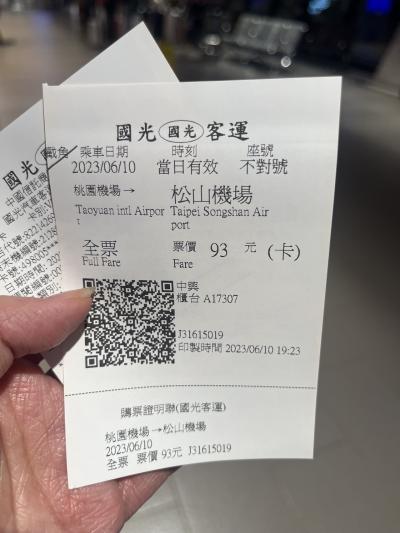 國光 國光 客運
截角 乘車日期 時刻 座號
2023/06/10 當日有效 不對號
桃園機場→ 松山機場
Taoyuan intl Airpor Taipei Songshan Air
t port
全票 票價 93 元 (卡)
Full Fare Fare
中興
櫃台 A17307
J31615019
印製時間 2023/06/10 19:23
購票證明聯(國光客運)
桃園機場→松山機場
2023/06/10
全票 票價 93元 J31615019
國光